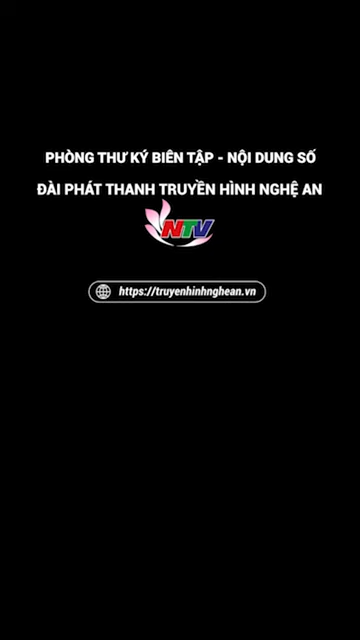 PHÒNG THƯ KÝ BIÊN TẬP - NỘI DUNG SỐ
ĐÀI PHÁT THANH TRUYỀN HÌNH NGHỆ AN
NTV
https://truyenhinhnghean.vn